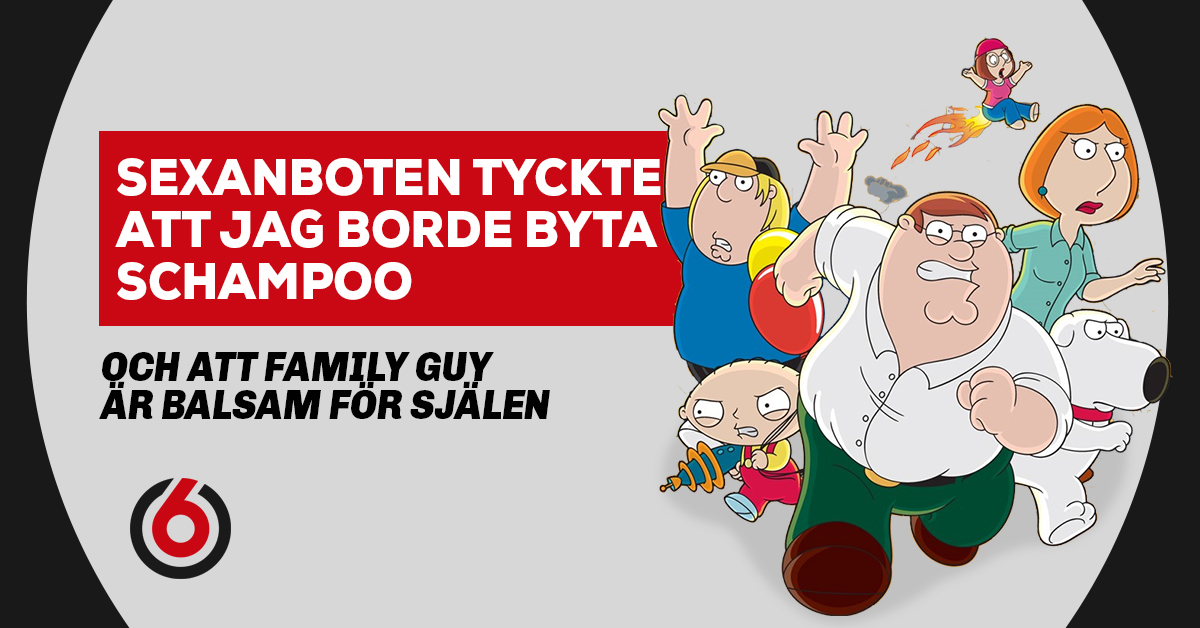 SEXANBOTEN TYCKTE
ATT JAG BORDE BYTA
SCHAMPOO
OCH ATT FAMILY GUY
ÄR BALSAM FÖR SJÄLEN
6